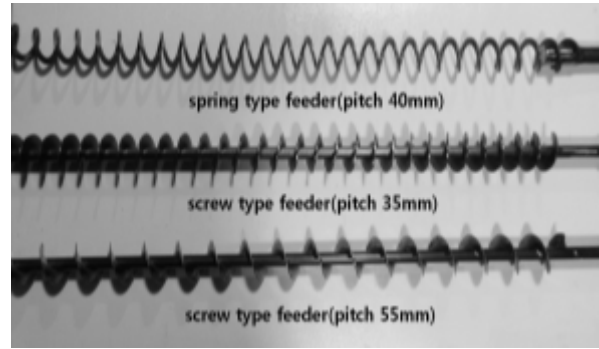 spring type feeder(pitch 40mm)
screw type feeder(pitch 35mm)
screw type feeder(pitch 55mm)